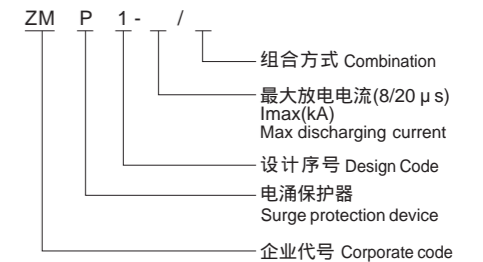 ZM P 1 - /
组合方式 Combination
最大放电电流(8/20 μ s)
Imax(kA)
Max discharging current
设计序号 Design Code
电涌保护器
Surge protection device
企业代号 Corporate code